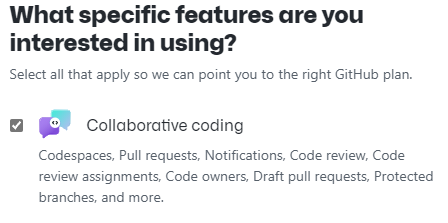 What specific features are you
interested in using?
Select all that apply so we can point you to the right GitHub plan.
Collaborative coding
Codespaces, Pull requests, Notifications, Code review, Code
review assignments, Code owners, Draft pull requests, Protected
branches, and more.